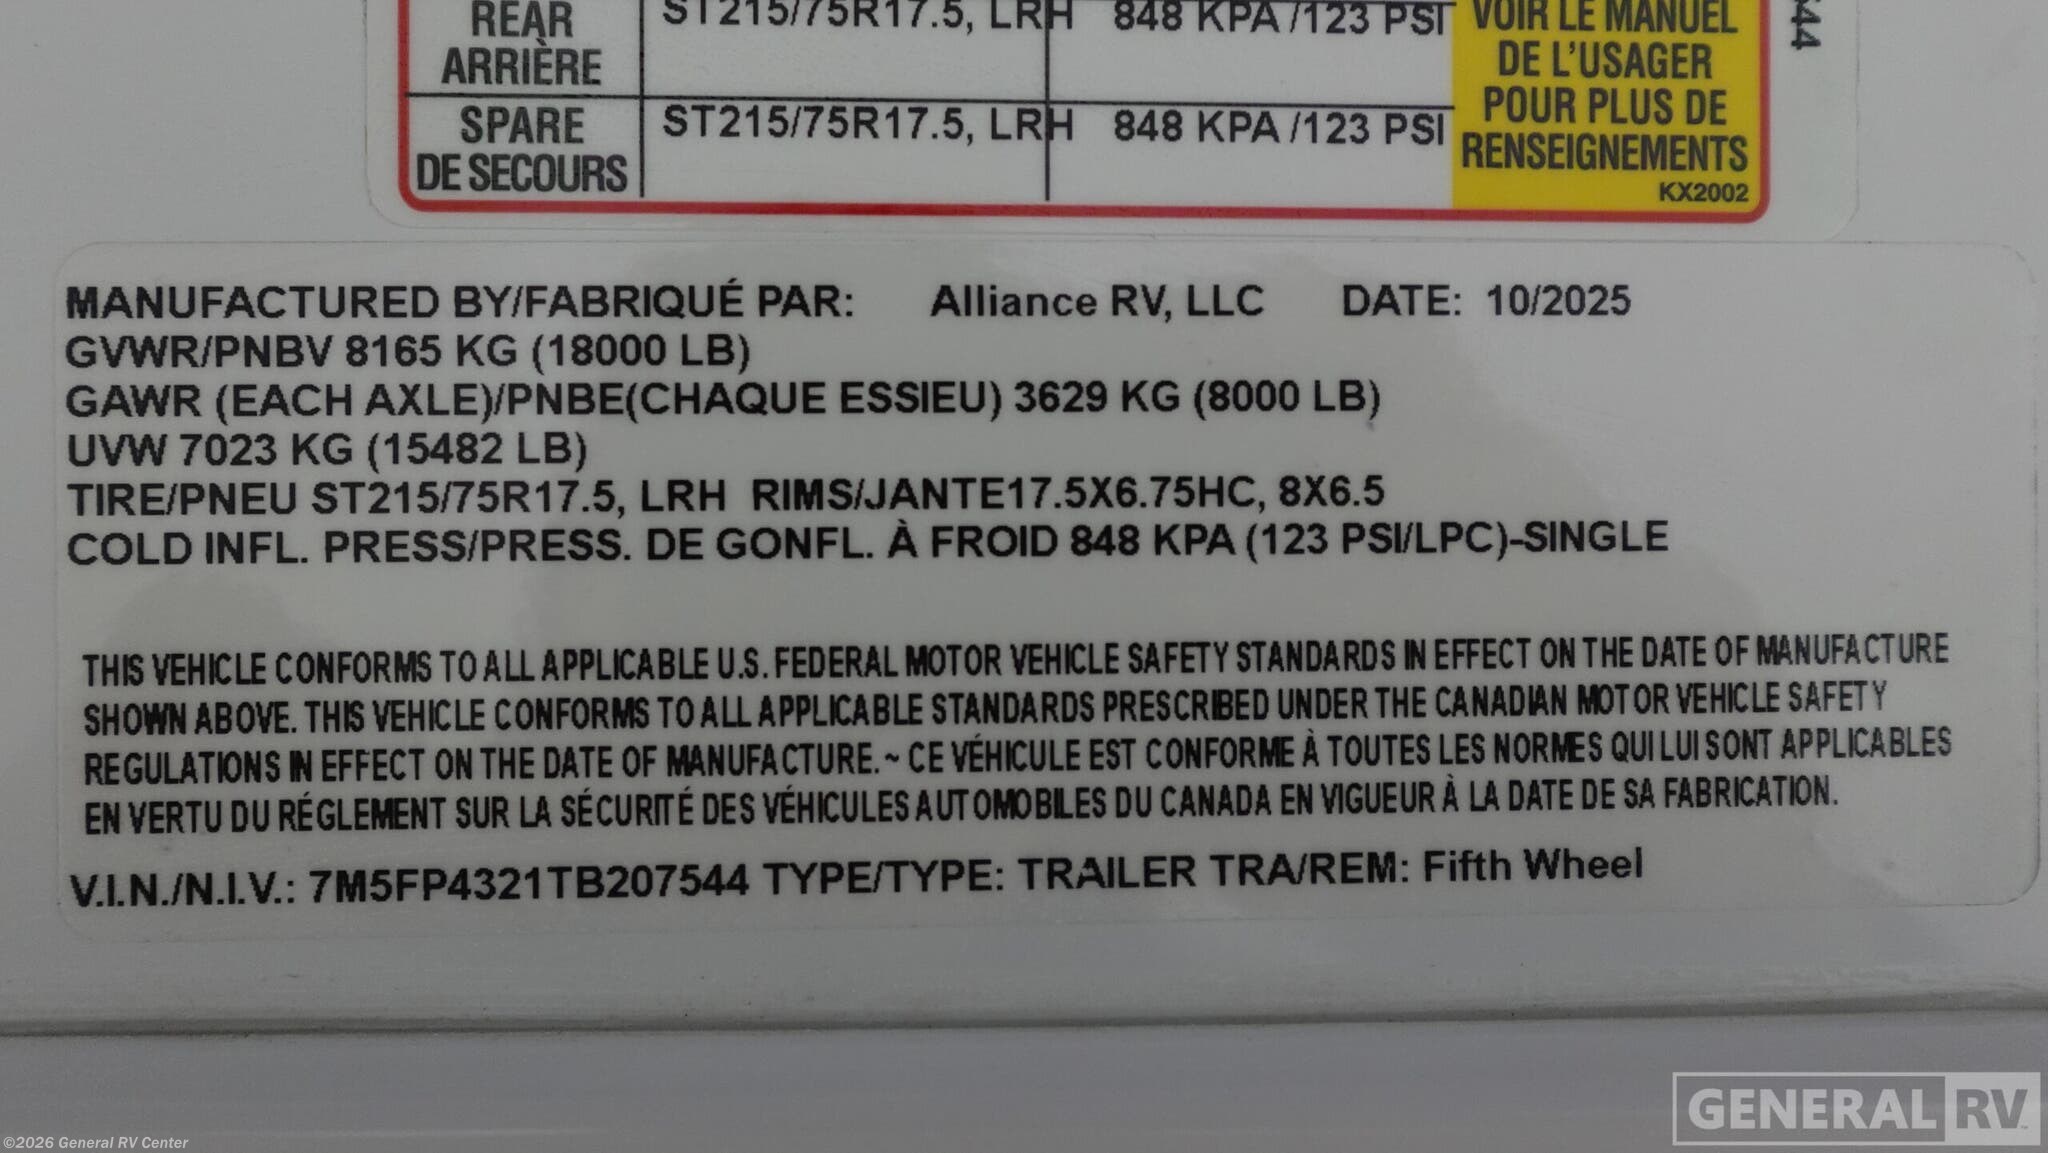 REAR
ARRIÈRE
ST215/75R17.5, LRH 848 KPA /123 PSI
SPARE
DE SECOURS
ST215/75R17.5, LRH 848 KPA /123 PSI
VOIR LE MANUEL
DE L'USAGER
POUR PLUS DE
RENSEIGNEMENTS
KX2002
MANUFACTURED BY/FABRIQUÉ PAR: Alliance RV, LLC DATE: 10/2025
GVWR/PNBV 8165 KG (18000 LB)
GAWR (EACH AXLE)/PNBE(CHAQUE ESSIEU) 3629 KG (8000 LB)
UVW 7023 KG (15482 LB)
TIRE/PNEU ST215/75R17.5, LRH RIMS/JANTE17.5X6.75HC, 8X6.5
COLD INFL. PRESS/PRESS. DE GONFL. À FROID 848 KPA (123 PSI/LPC)-SINGLE
THIS VEHICLE CONFORMS TO ALL APPLICABLE U.S. FEDERAL MOTOR VEHICLE SAFETY STANDARDS IN EFFECT ON THE DATE OF MANUFACTURE
SHOWN ABOVE. THIS VEHICLE CONFORMS TO ALL APPLICABLE STANDARDS PRESCRIBED UNDER THE CANADIAN MOTOR VEHICLE SAFETY
REGULATIONS IN EFFECT ON THE DATE OF MANUFACTURE. ~ CE VÉHICULE EST CONFORME À TOUTES LES NORMES QUI LUI SONT APPLICABLES
EN VERTU DU RÉGLEMENT SUR LA SÉCURITÉ DES VÉHICULES AUTOMOBILES DU CANADA EN VIGUEUR À LA DATE DE SA FABRICATION.
V.I.N./N.I.V.: 7M5FP4321TB207544 TYPE/TYPE: TRAILER TRA/REM: Fifth Wheel
GENERAL RV
©2026 General RV Center